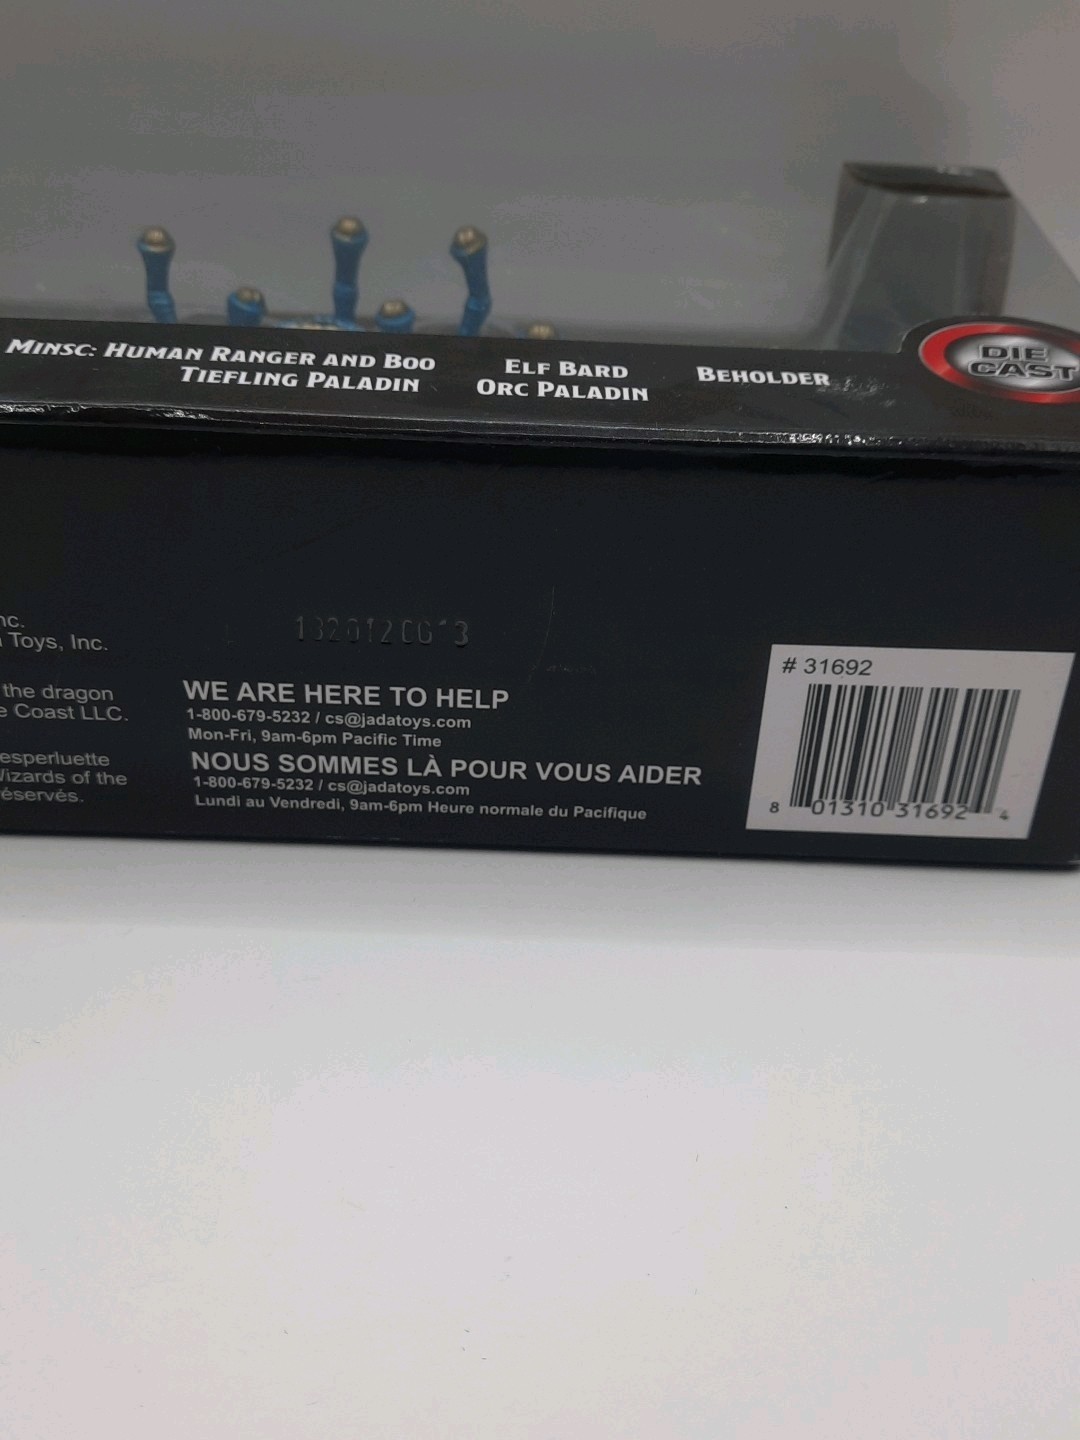 MINSC: HUMAN RANGER AND BOO
TIEFLING PALADIN
ELF BARD
ORC PALADIN
BEHOLDER
DIE
CAST
nc.
Toys, Inc.
the dragon
e Coast LLC.
esperluette
Wizards of the
éservés.
WE ARE HERE TO HELP
1-800-679-5232 / cs@jadatoys.com
Mon-Fri, 9am-6pm Pacific Time
NOUS SOMMES LÀ POUR VOUS AIDER
1-800-679-5232 / cs@jadatoys.com
Lundi au Vendredi, 9am-6pm Heure normale du Pacifique
# 31692
8 01310 31692 4